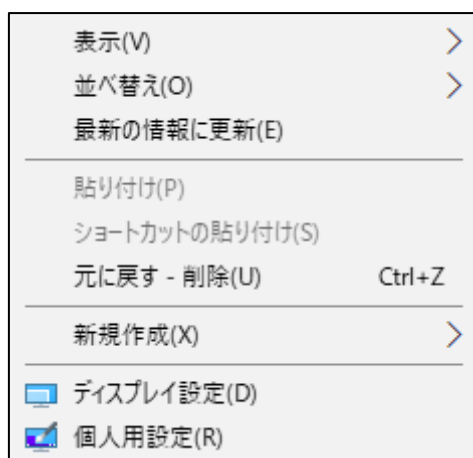 表示(V)
並べ替え(O)
最新の情報に更新(E)
貼り付け(P)
ショートカットの貼り付け(S)
元に戻す - 削除(U) Ctrl+Z
新規作成(X)
ディスプレイ設定(D)
個人用設定(R)